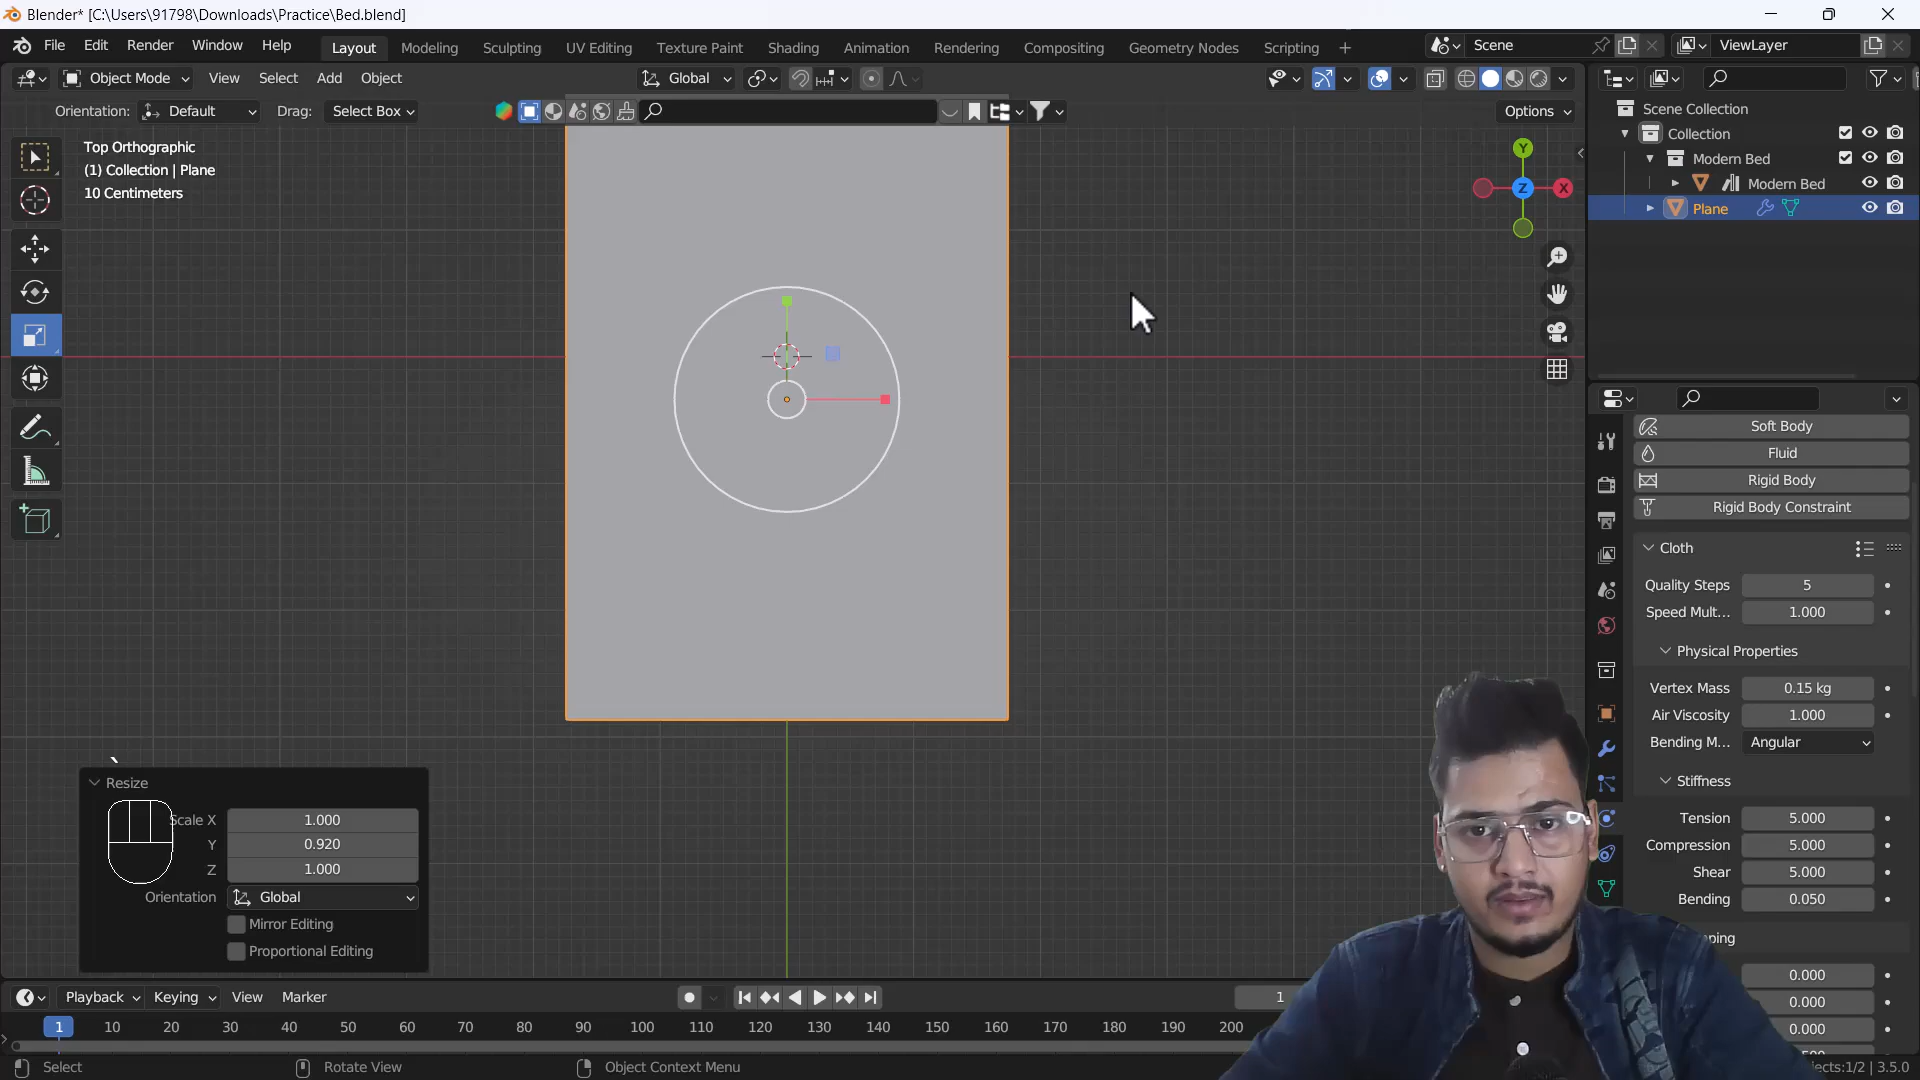 Blender* [C:\Users\91798\Downloads\Practice\Bed.blend]
File Edit Render Window Help Layout Modeling Sculpting UV Editing Texture Paint Shading Animation Rendering Compositing Geometry Nodes Scripting + Scene ViewLayer
Object Mode View Select Add Object Global
Orientation: Default Drag: Select Box Options
Top Orthographic
(1) Collection | Plane
10 Centimeters
Y
Z
X
Scene Collection
Collection
Modern Bed
Modern Bed
Plane
Soft Body
Fluid
Rigid Body
Rigid Body Constraint
Cloth
Quality Steps 5
Speed Mult... 1.000
Physical Properties
Vertex Mass 0.15 kg
Air Viscosity 1.000
Bending M... Angular
Stiffness
Tension 5.000
Compression 5.000
Shear 5.000
Bending 0.050
0.000
0.000
0.000
Resize
Scale X 1.000
Y 0.920
Z 1.000
Orientation Global
Mirror Editing
Proportional Editing
Playback Keying View Marker 1
1 10 20 30 40 50 60 70 80 90 100 110 120 130 140 150 160 170 180 190 200
Select Rotate View Object Context Menu 1/2 | 3.5.0